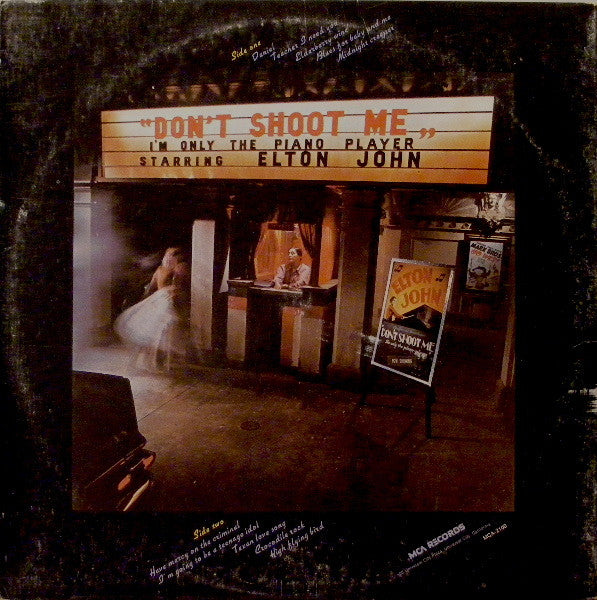 Side one
Daniel
Teacher I need you
Elderberry wine
Blues for baby and me
Midnight creeper
"DON'T SHOOT ME"
I'M ONLY THE PIANO PLAYER
STARRING ELTON JOHN
ELTON
JOHN
DON'T SHOOT ME
Side two
Have mercy on the criminal
I'm going to be a teenage idol
Texan love song
Crocodile rock
High flying bird
MCA RECORDS